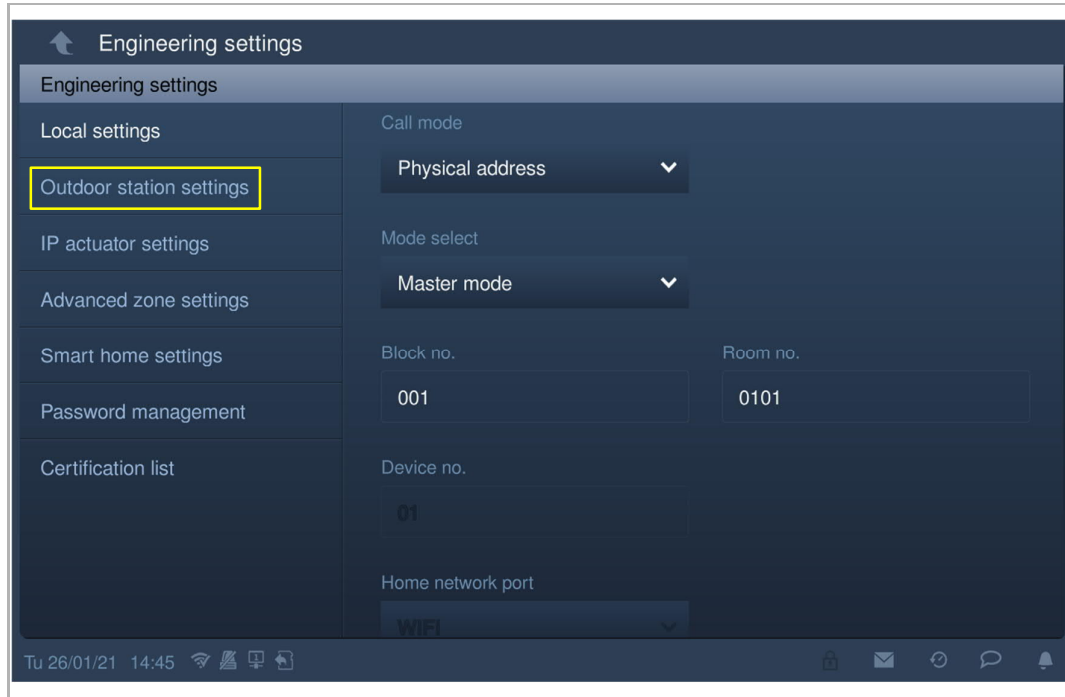 Engineering settings
Engineering settings
Local settings
Outdoor station settings
IP actuator settings
Advanced zone settings
Smart home settings
Password management
Certification list
Call mode
Physical address
Mode select
Master mode
Block no.
Room no.
001
0101
Device no.
01
Home network port
WIFI
Tu 26/01/21 14:45
1